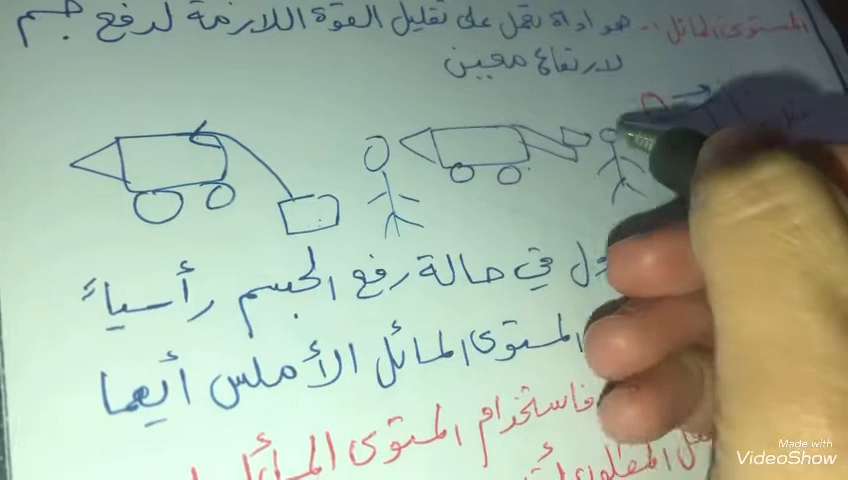 المستوى المائل .. هو اداة تعمل على تقليل القوة اللازمة لدفع جسم
لارتفاع معين
في حالة رفع الجسم رأسياً
المستوى المائل الأملس أيهما
فاستخدام المستوى المائل
Made with
VideoShow